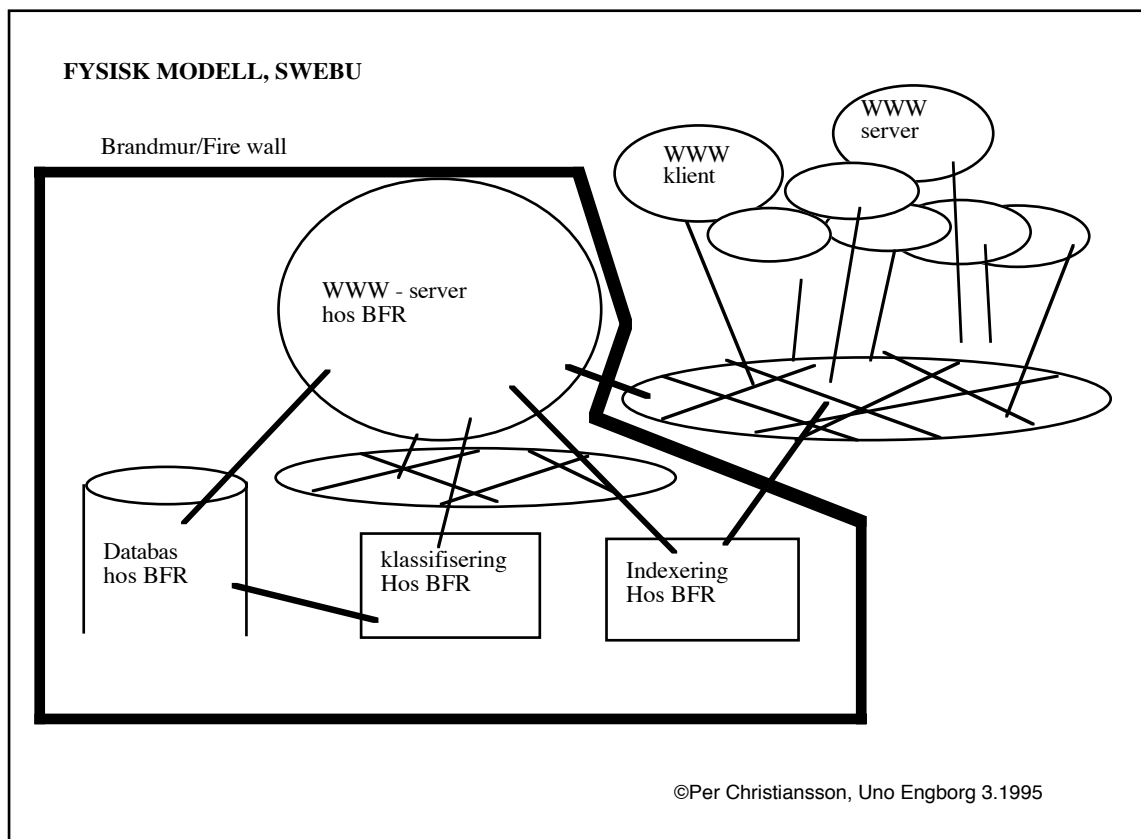 FYSISK MODELL, SWEBU
Brandmur/Fire wall
WWW
server
WWW
klient
WWW - server
hos BFR
Databas
hos BFR
klassifisering
Hos BFR
Indexering
Hos BFR
©Per Christiansson, Uno Engborg 3.1995